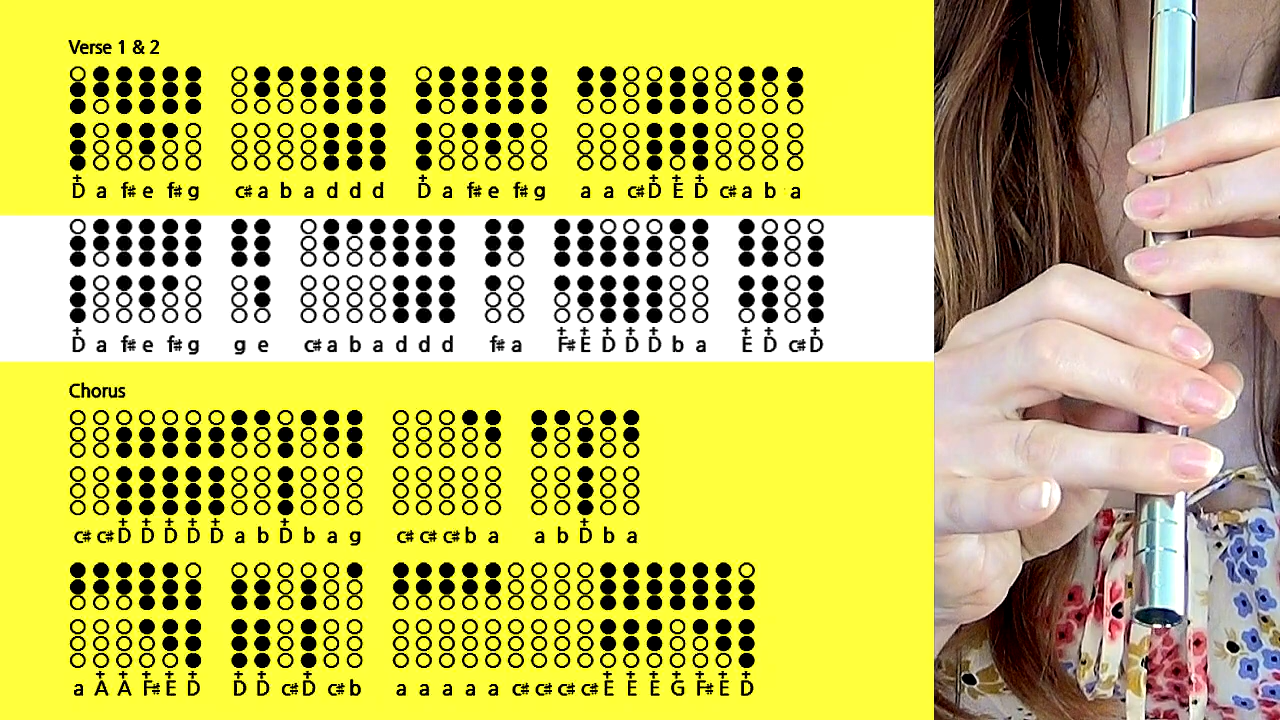 Verse 1 & 2
+ + + + +
D a f# e f# g c# a b a d d d D a f# e f# g a a c# D E D c# a b a
+ + + + + + + + +
D a f# e f# g g e c# a b a d d d f# a F# E D D D b a E D c# D
Chorus
+ + + + + + +
c# c# D D D D D a b D b a g c# c# c# b a a b D b a
+ + + + + + + + + + + + + + +
a A A F# E D D D c# D c# b a a a a a c# c# c# c# E E E G F# E D